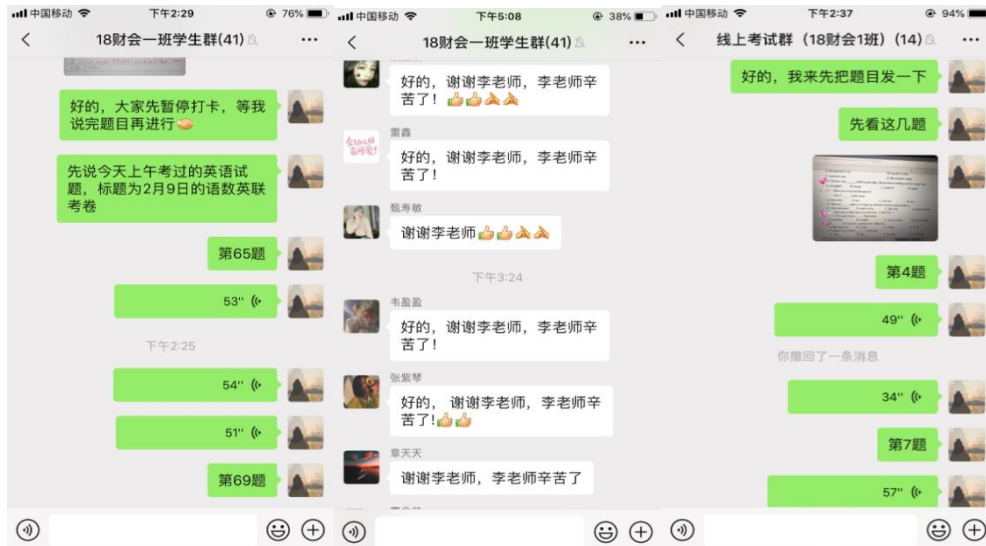 中国移动 下午2:29 76%
18财会一班学生群(41)
好的，大家先暂停打卡，等我
说完题目再进行
先说今天上午考过的英语试
题，标题为2月9日的语数英联
考卷
第65题
53''
下午2:25
54''
51''
第69题
中国移动 下午5:08 38%
18财会一班学生群(41)
好的，谢谢李老师，李老师辛
苦了！
雷鑫
好的，谢谢李老师，李老师辛
苦了！
甄寿敏
谢谢李老师
下午3:24
韦盈盈
好的，谢谢李老师，李老师辛
苦了！
张紫琴
好的， 谢谢李老师，李老师辛
苦了!
章天天
谢谢李老师，李老师辛苦了
中国移动 下午2:37 94%
线上考试群（18财会1班）(14)
好的，我来先把题目发一下
先看这几题
第4题
49''
你撤回了一条消息
34''
第7题
57''